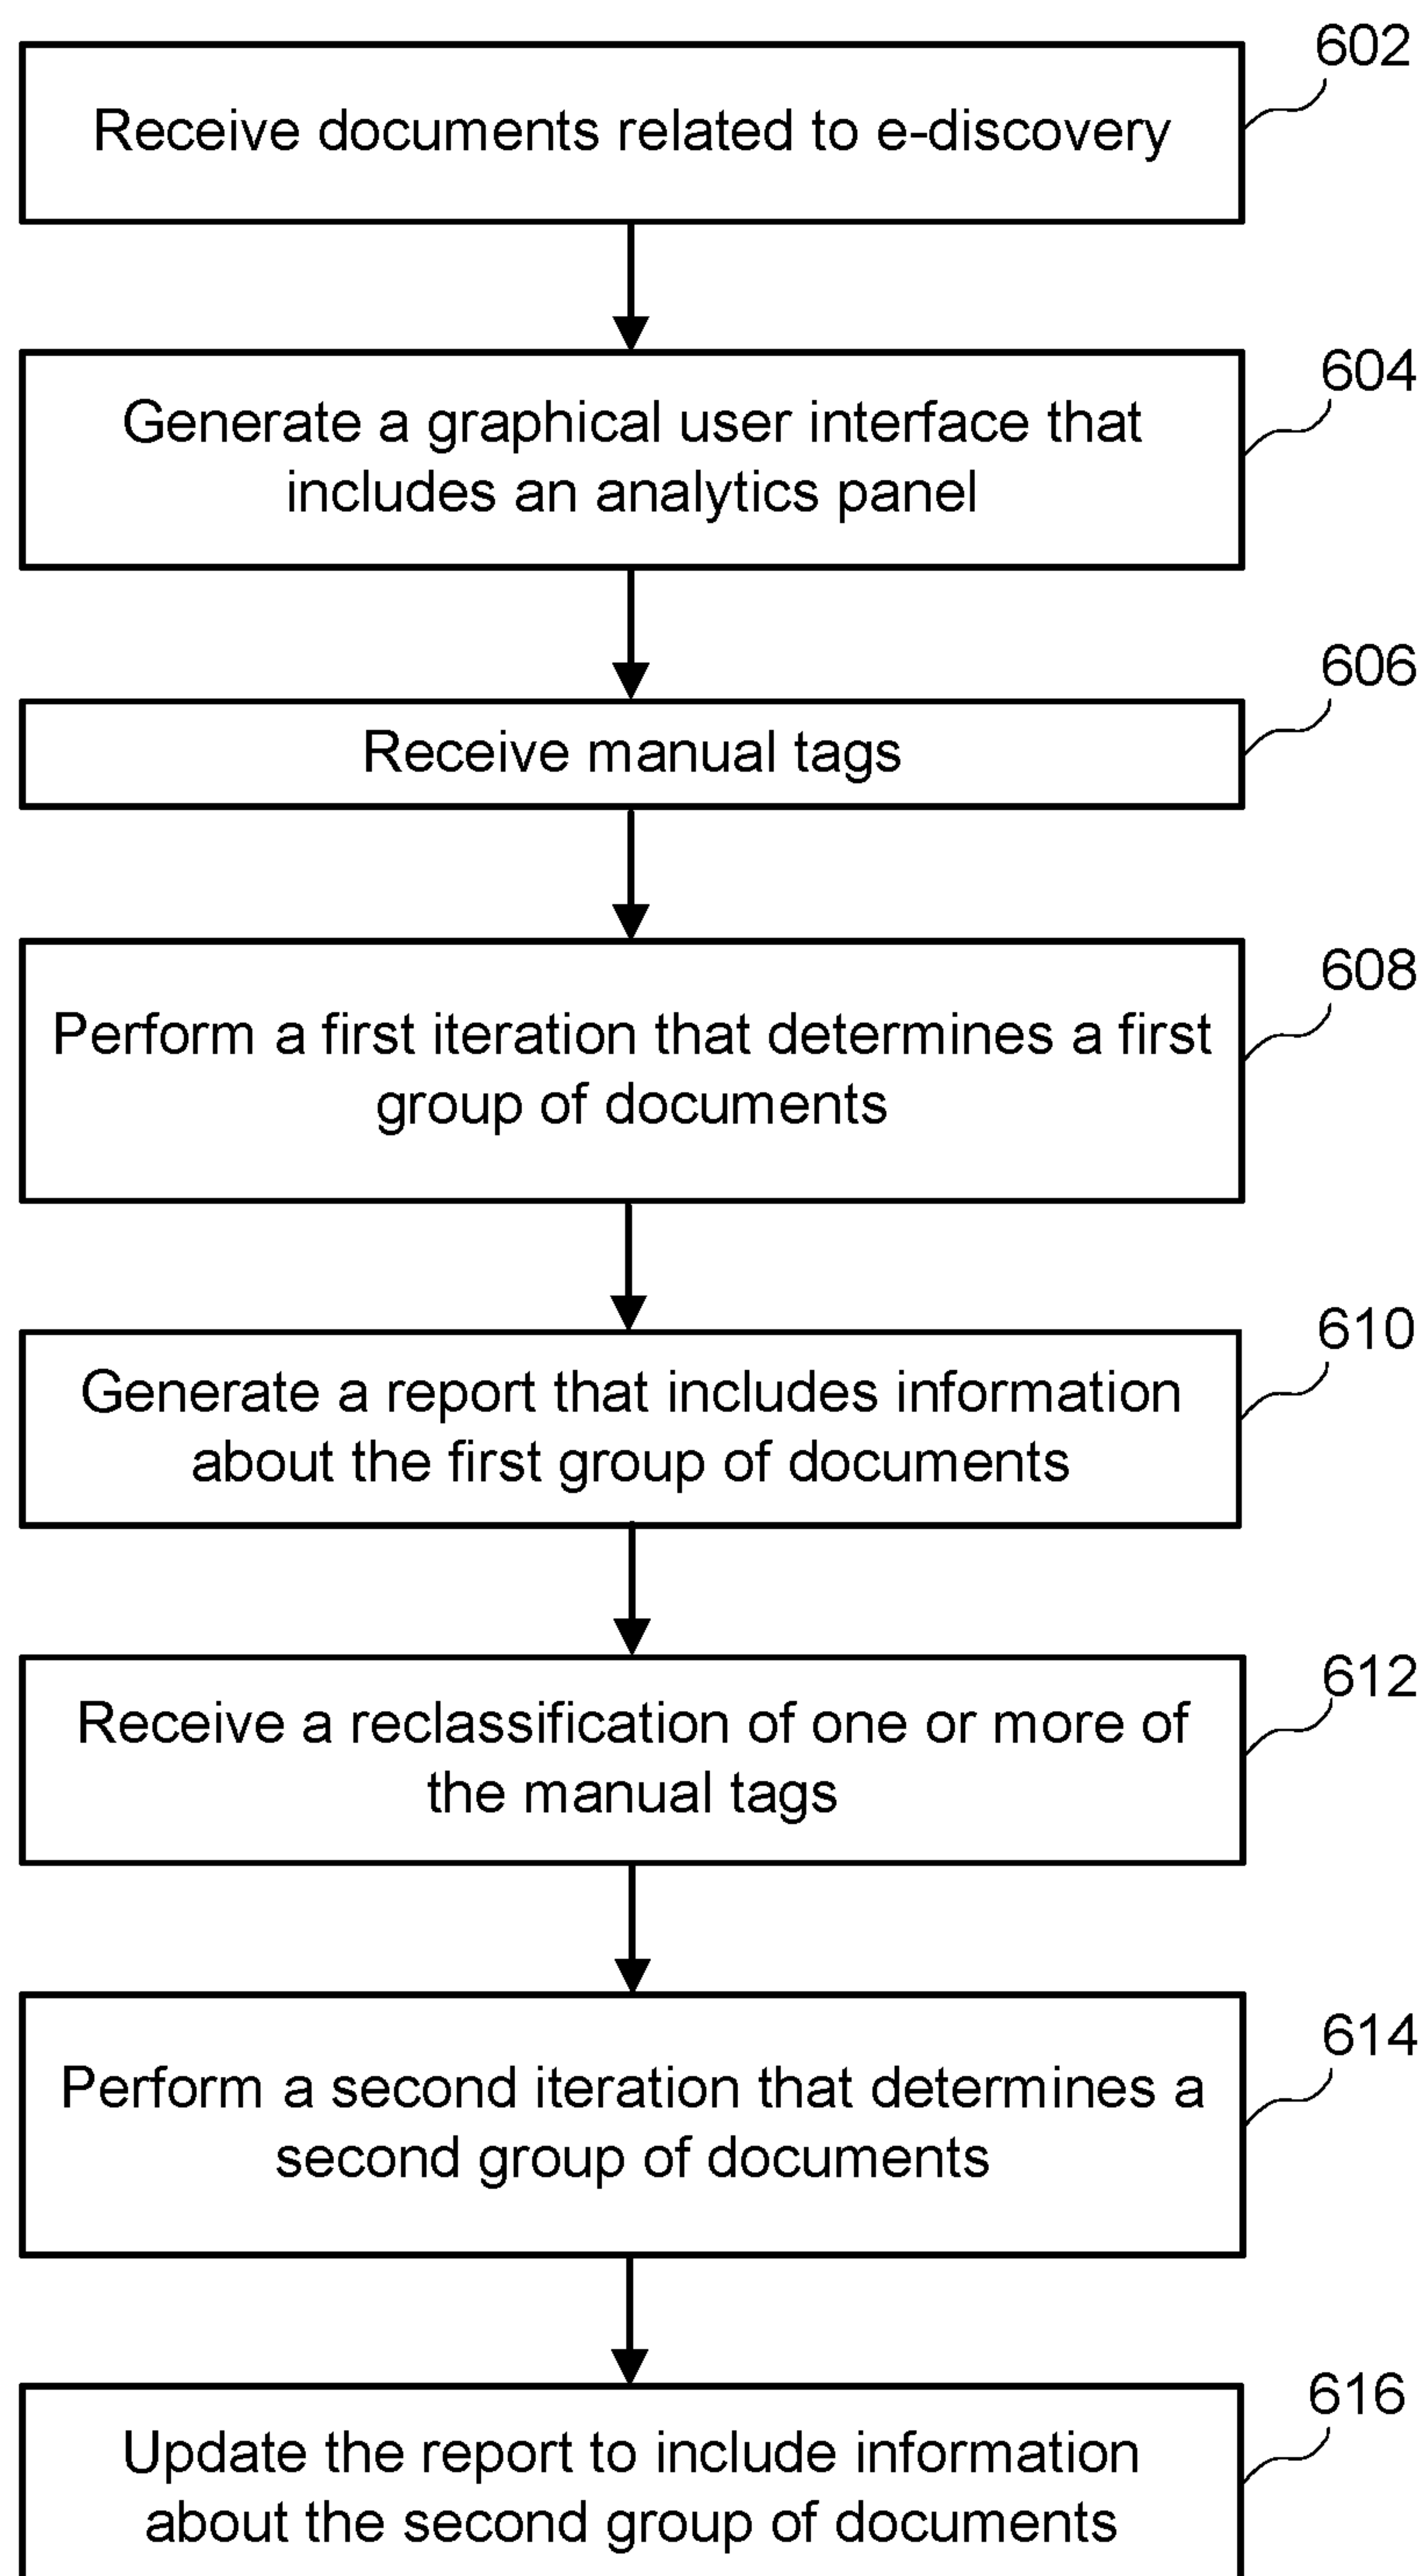 602
Receive documents related to e-discovery
604
Generate a graphical user interface that
includes an analytics panel
606
Receive manual tags
608
Perform a first iteration that determines a first
group of documents
610
Generate a report that includes information
about the first group of documents
612
Receive a reclassification of one or more of
the manual tags
614
Perform a second iteration that determines a
second group of documents
616
Update the report to include information
about the second group of documents